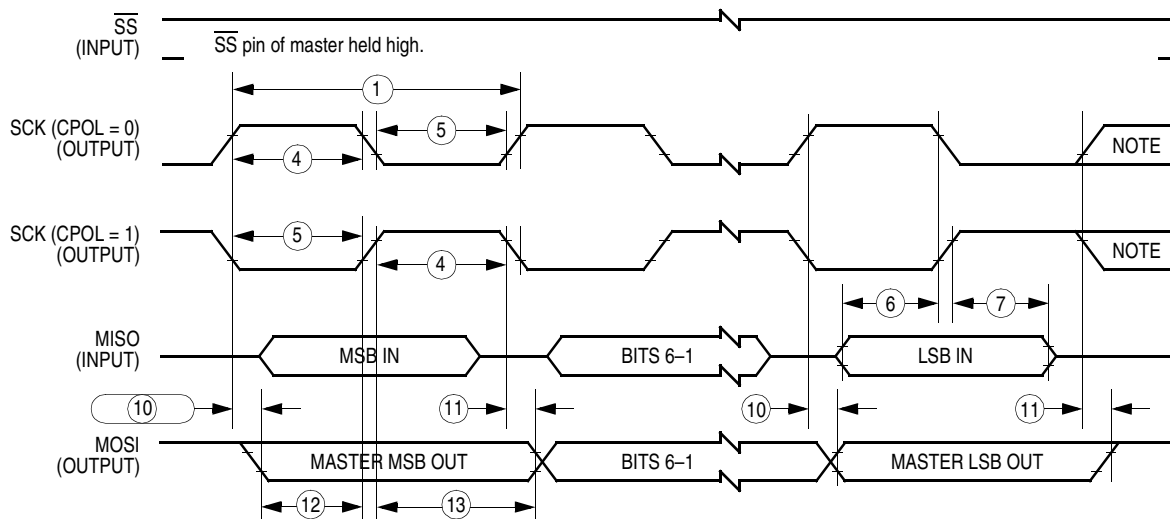 SS
(INPUT)
SS pin of master held high.
1
SCK (CPOL = 0)
(OUTPUT)
5
4
NOTE
SCK (CPOL = 1)
(OUTPUT)
5
4
NOTE
6
7
MISO
(INPUT)
MSB IN
BITS 6–1
LSB IN
10
11
10
11
MOSI
(OUTPUT)
MASTER MSB OUT
BITS 6–1
MASTER LSB OUT
12
13